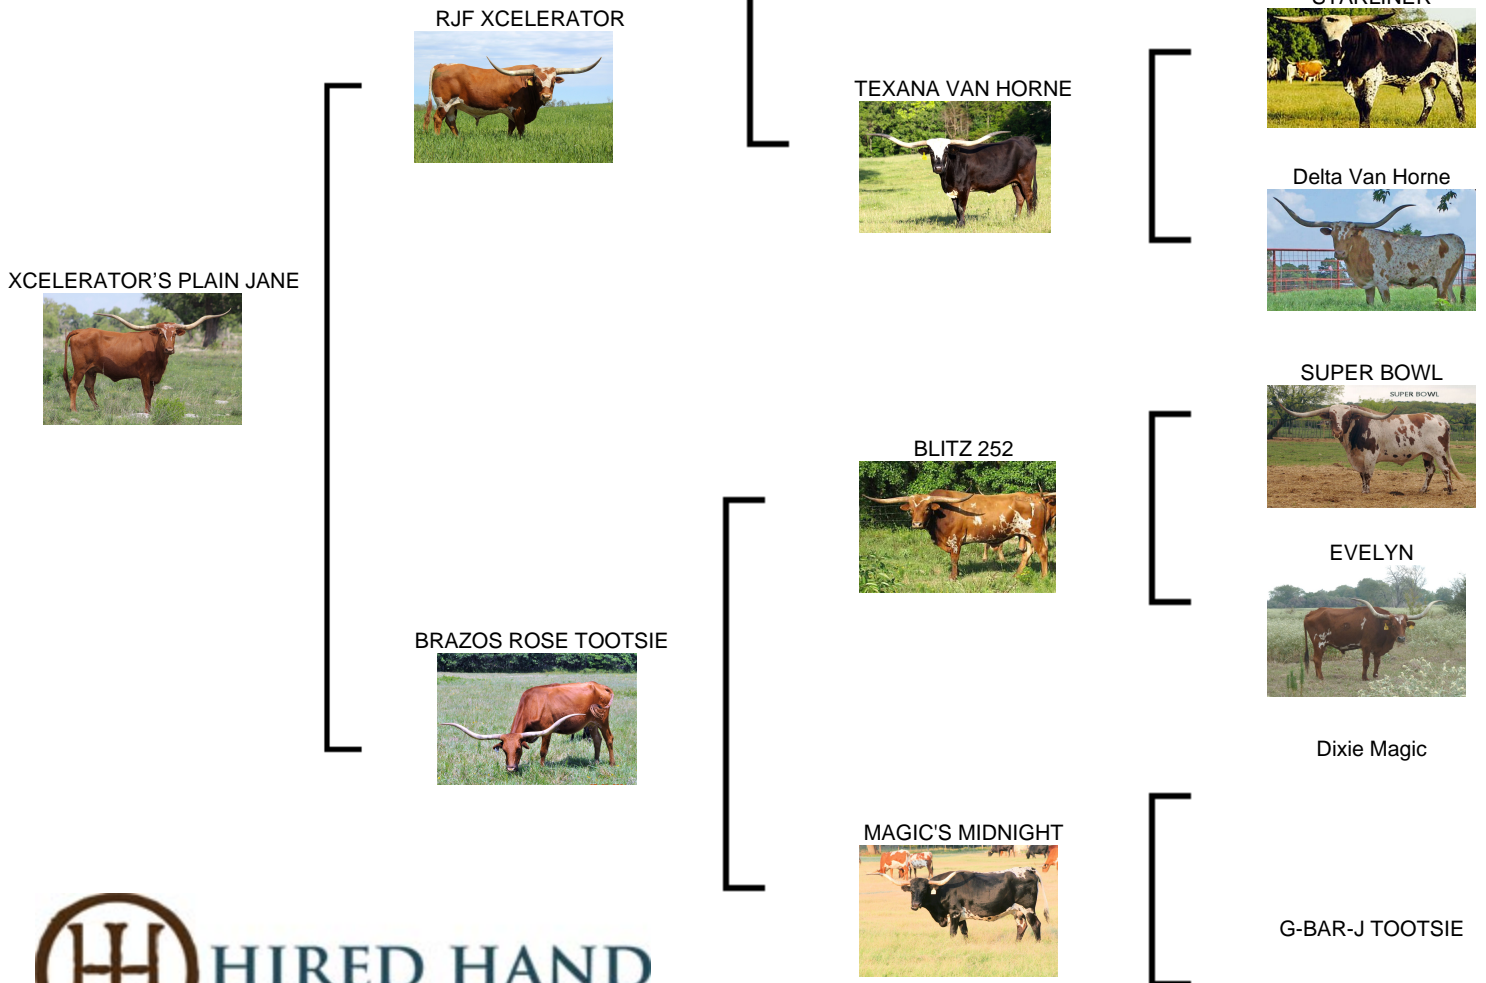 STARLINER
RJF XCELERATOR
TEXANA VAN HORNE
Delta Van Horne
XCELERATOR'S PLAIN JANE
SUPER BOWL
SUPER BOWL
BLITZ 252
EVELYN
BRAZOS ROSE TOOTSIE
Dixie Magic
MAGIC'S MIDNIGHT
G-BAR-J TOOTSIE
HIRED HAND